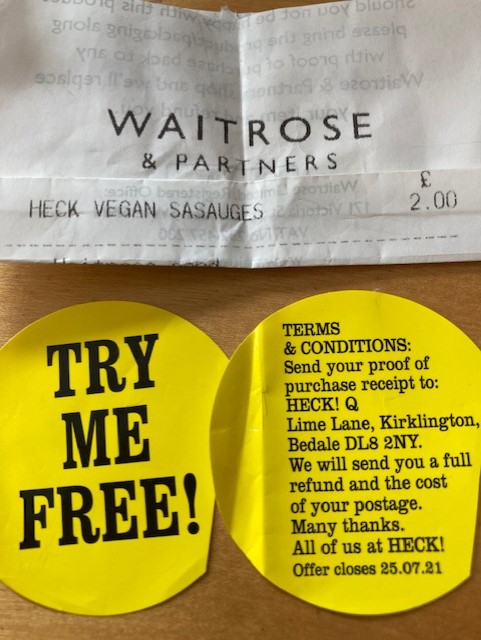 WAITROSE
& PARTNERS
£
HECK VEGAN SASAUGES 2.00
TRY
ME
FREE!
TERMS
& CONDITIONS:
Send your proof of
purchase receipt to:
HECK! Q
Lime Lane, Kirklington,
Bedale DL8 2NY.
We will send you a full
refund and the cost
of your postage.
Many thanks.
All of us at HECK!
Offer closes 25.07.21